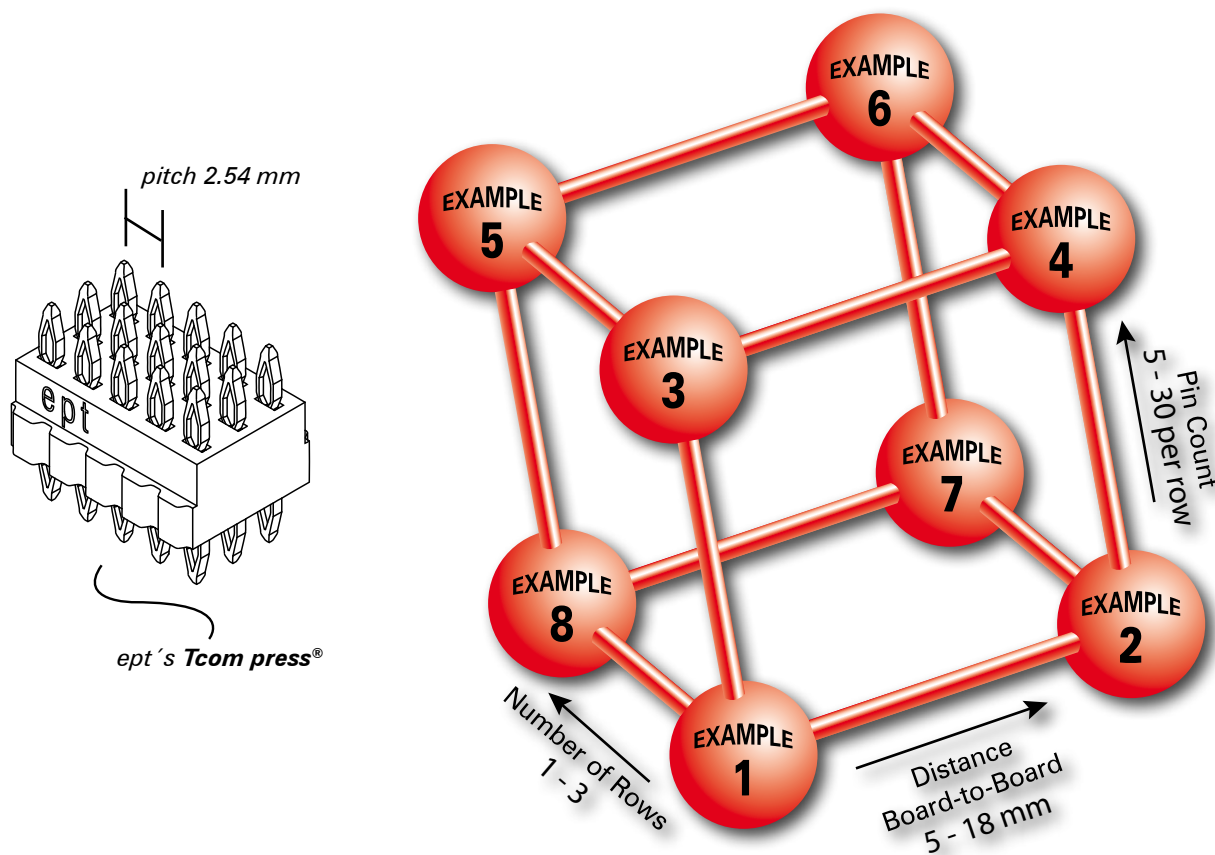 pitch 2.54 mm
ept
ept´s Tcom press®
EXAMPLE
6
EXAMPLE
5
EXAMPLE
4
EXAMPLE
3
EXAMPLE
7
EXAMPLE
8
EXAMPLE
2
EXAMPLE
1
Pin Count
5 - 30 per row
Number of Rows
1 - 3
Distance
Board-to-Board
5 - 18 mm